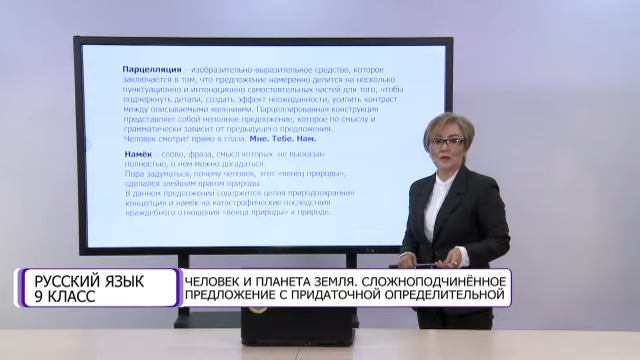 Парцелляция – изобразительно-выразительное средство, которое
заключается в том, что предложение намеренно делится на несколько
пунктуационно и интонационно самостоятельных частей для того, чтобы
подчеркнуть детали, создать эффект неожиданности, усилить контраст
между описываемыми явлениями. Парцеллированная конструкция
представляет собой неполное предложение, которое по смыслу и
грамматически зависит от предыдущего предложения.
Человек смотрит прямо в глаза. Мне. Тебе. Нам.
Намёк – слово, фраза, смысл которых не высказан
полностью, о нём можно догадаться.
Пора задуматься, почему человек, этот «венец природы»,
сделался злейшим врагом природы.
В данном предложении содержится целая природоохранная
концепция и намёк на катастрофические последствия
враждебного отношения «венца природы» к природе.
РУССКИЙ ЯЗЫК
9 КЛАСС
ЧЕЛОВЕК И ПЛАНЕТА ЗЕМЛЯ. СЛОЖНОПОДЧИНЁННОЕ
ПРЕДЛОЖЕНИЕ С ПРИДАТОЧНОЙ ОПРЕДЕЛИТЕЛЬНОЙ